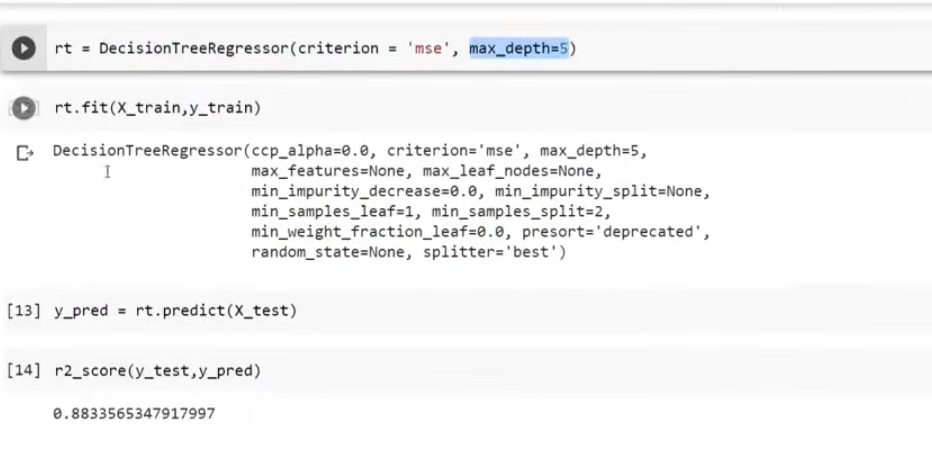 rt = DecisionTreeRegressor(criterion = 'mse', max_depth=5)
rt.fit(X_train,y_train)
DecisionTreeRegressor(ccp_alpha=0.0, criterion='mse', max_depth=5,
max_features=None, max_leaf_nodes=None,
min_impurity_decrease=0.0, min_impurity_split=None,
min_samples_leaf=1, min_samples_split=2,
min_weight_fraction_leaf=0.0, presort='deprecated',
random_state=None, splitter='best')
[13] y_pred = rt.predict(X_test)
[14] r2_score(y_test,y_pred)
0.8833565347917997